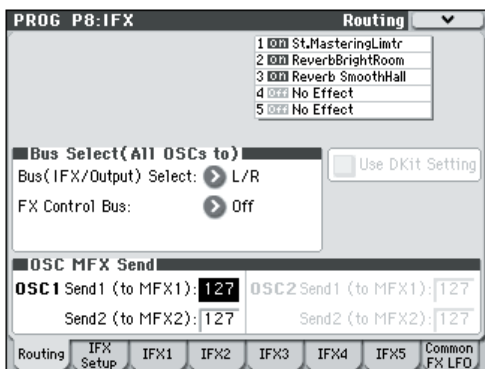 PROG P8:IFX Routing
1 on St.MasteringLimtr
2 on ReverbBrightRoom
3 on Reverb SmoothHall
4 off No Effect
5 off No Effect
Bus Select(All OSCs to)
Bus(IFX/Output) Select: L/R
Use DKit Setting
FX Control Bus: Off
OSC MFX Send
OSC1 Send1 (to MFX1): 127 OSC2 Send1 (to MFX1): 127
Send2 (to MFX2): 127 Send2 (to MFX2): 127
Routing IFX Setup IFX1 IFX2 IFX3 IFX4 IFX5 Common FX LFO